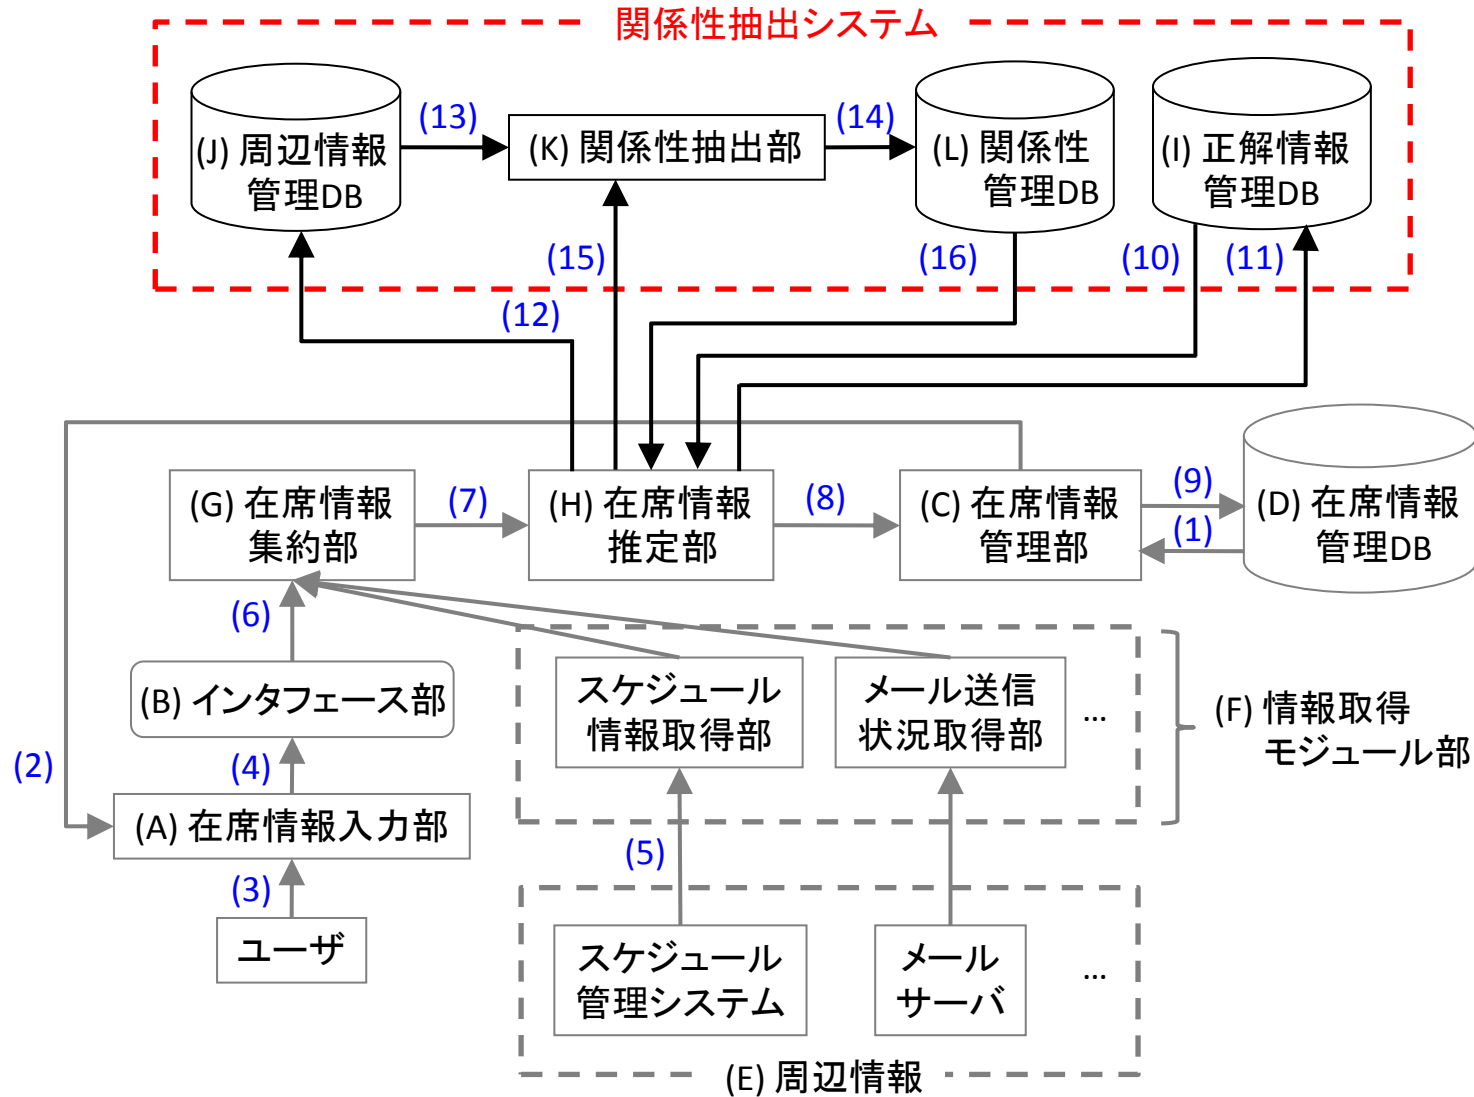 関係性抽出システム
(13)
(14)
(J) 周辺情報
管理DB
(K) 関係性抽出部
(L) 関係性
管理DB
(I) 正解情報
管理DB
(15)
(16)
(10)
(11)
(12)
(G) 在席情報
集約部
(7)
(H) 在席情報
推定部
(8)
(C) 在席情報
管理部
(9)
(1)
(D) 在席情報
管理DB
(6)
(B) インタフェース部
スケジュール
情報取得部
メール送信
状況取得部
...
(F) 情報取得
モジュール部
(2)
(4)
(A) 在席情報入力部
(5)
(3)
ユーザ
スケジュール
管理システム
メール
サーバ
...
(E) 周辺情報